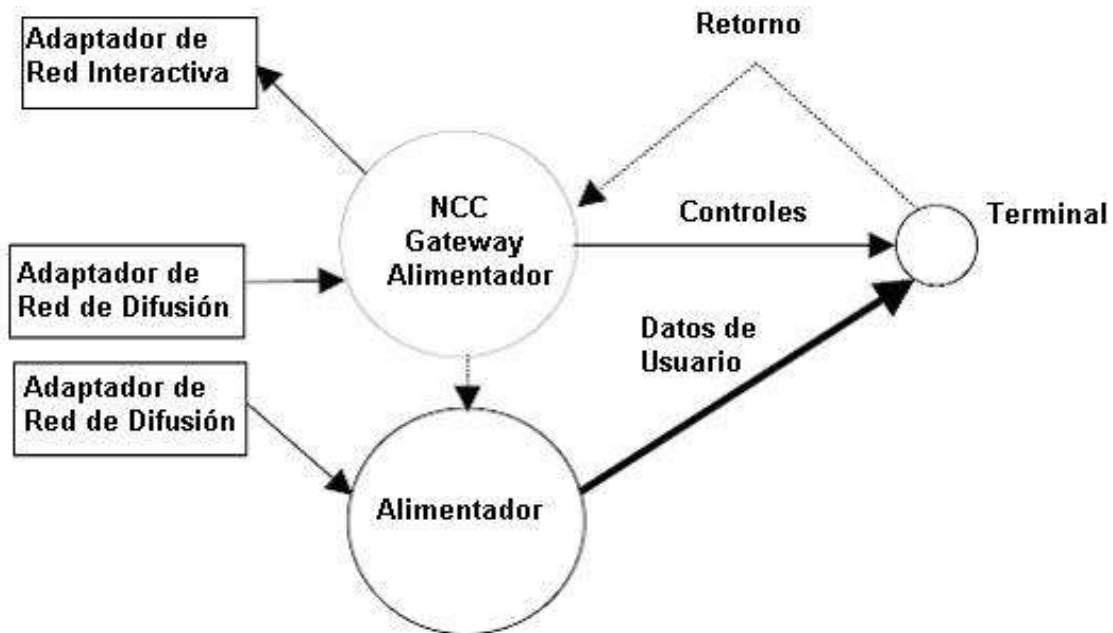 Adaptador de
Red Interactiva
Retorno
NCC
Gateway
Alimentador
Controles
Terminal
Adaptador de
Red de Difusión
Datos de
Usuario
Adaptador de
Red de Difusión
Alimentador